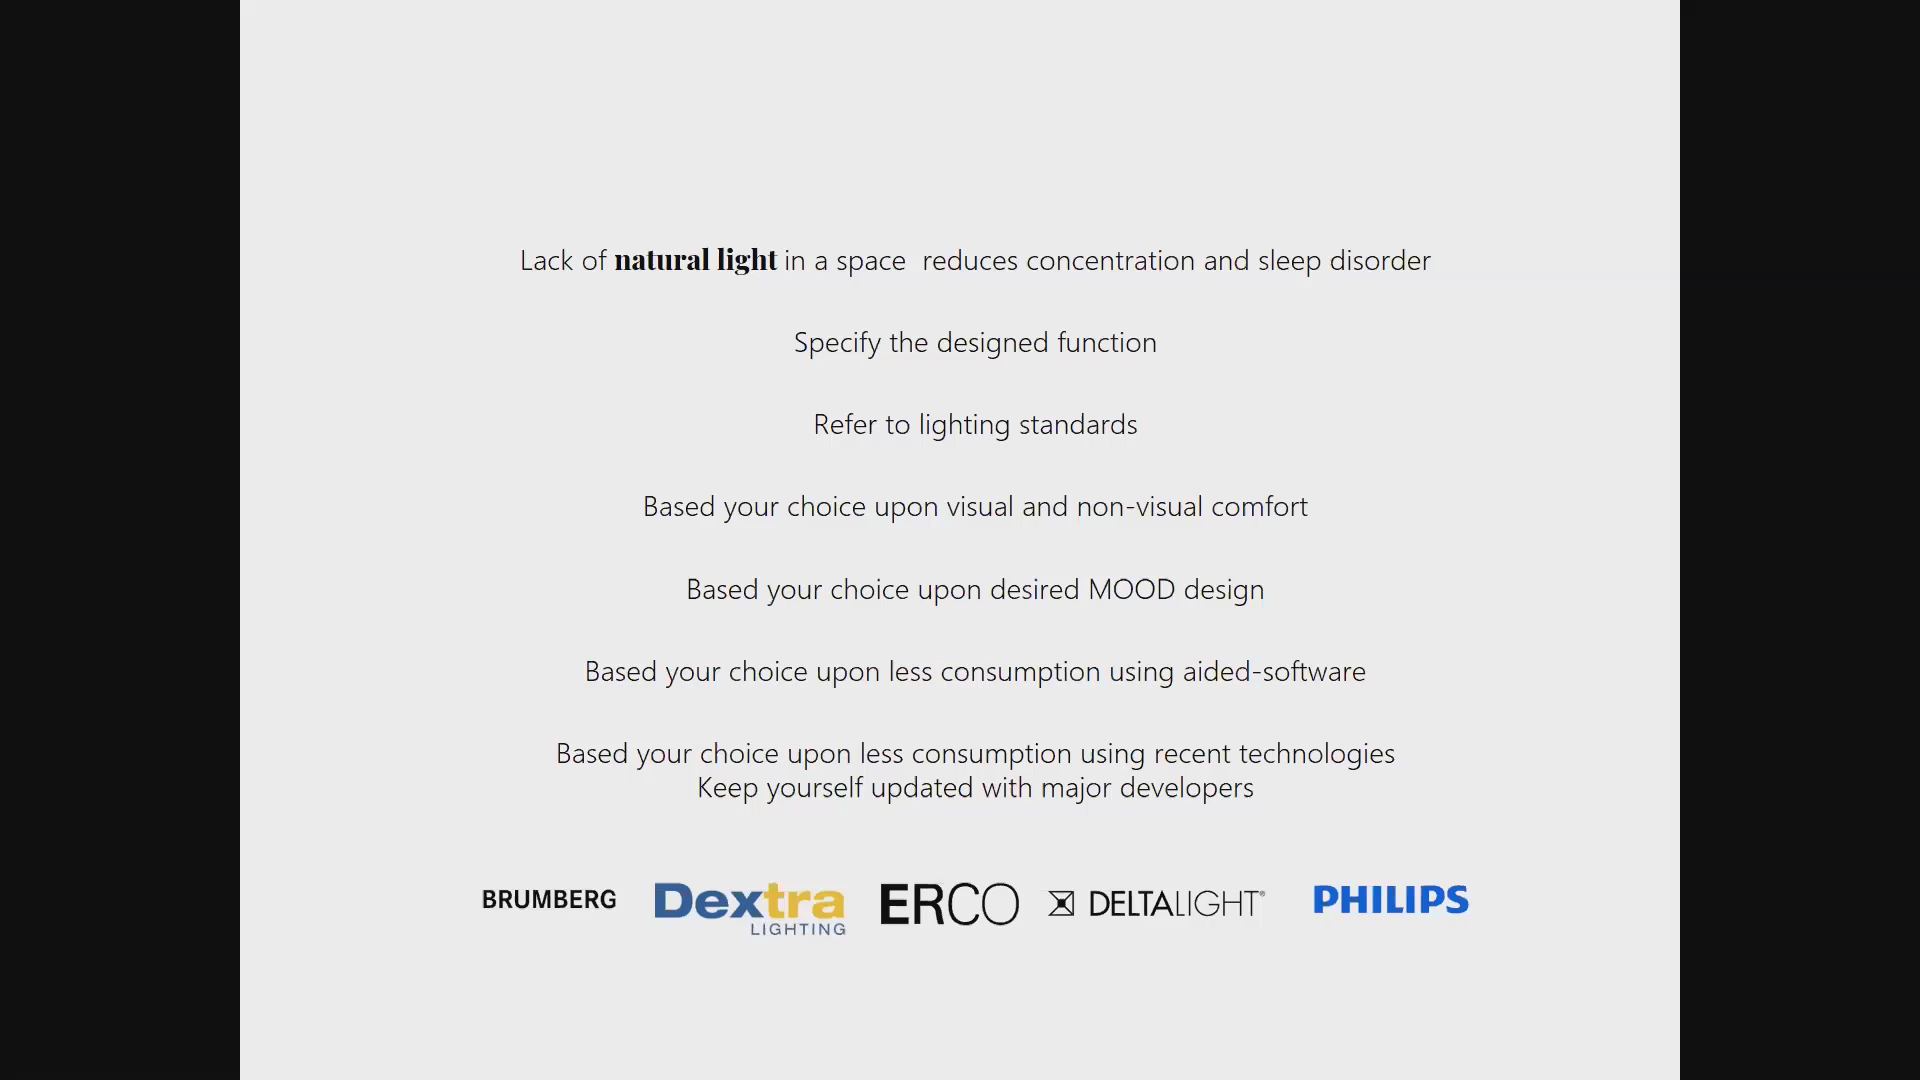 Lack of natural light in a space  reduces concentration and sleep disorder
Specify the designed function
Refer to lighting standards
Based your choice upon visual and non-visual comfort
Based your choice upon desired MOOD design
Based your choice upon less consumption using aided-software
Based your choice upon less consumption using recent technologies
Keep yourself updated with major developers
BRUMBERG Dextra LIGHTING ERCO DELTALIGHT® PHILIPS